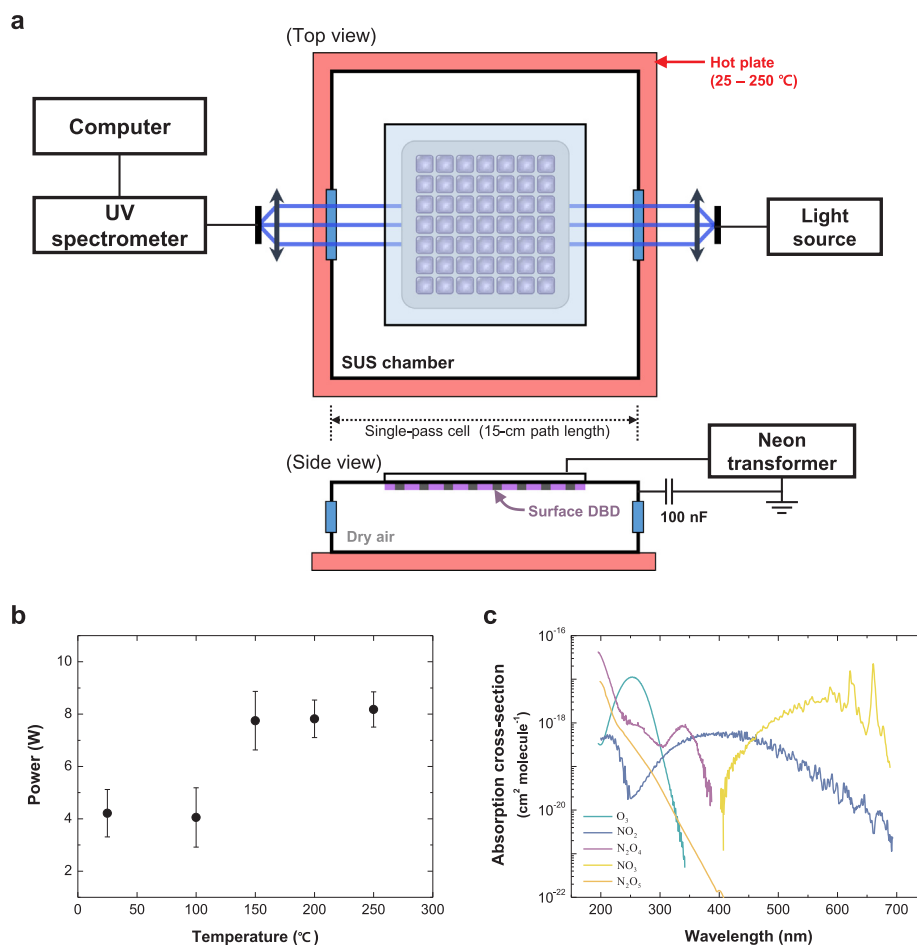 a
(Top view)
Hot plate
(25 – 250 ℃)
Computer
UV
spectrometer
Light
source
SUS chamber
Single-pass cell (15-cm path length)
(Side view)
Neon
transformer
Surface DBD
100 nF
Dry air
b
10
8
6
4
2
0 50 100 150 200 250 300
Power (W)
Temperature (℃)
c
10⁻¹⁶
10⁻¹⁸
10⁻²⁰
10⁻²²
200 300 400 500 600 700
Absorption cross-section
(cm² molecule⁻¹)
O₃
NO₂
N₂O₄
NO₃
N₂O₅
Wavelength (nm)